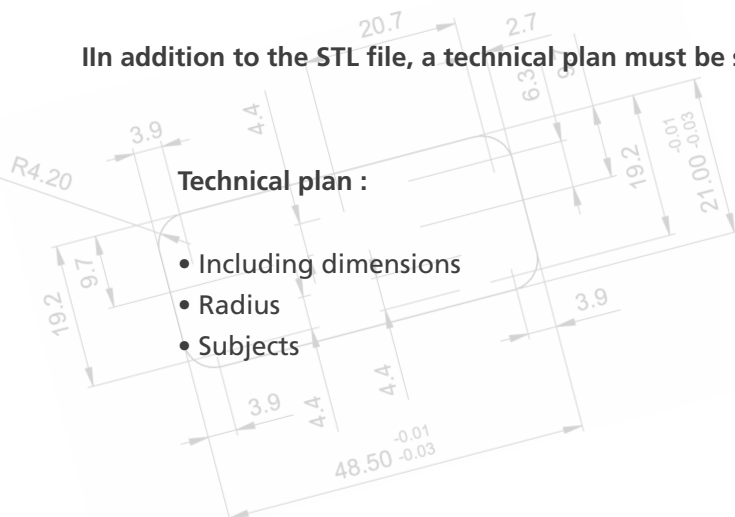 IIn addition to the STL file, a technical plan must be s
Technical plan :
• Including dimensions
• Radius
• Subjects
20.7
2.7
6.3
4.4
3.9
R4.20
19.2
21.00 -0.01 -0.03
9.7
19.2
3.9
3.9
4.4
4.4
48.50 -0.01 -0.03